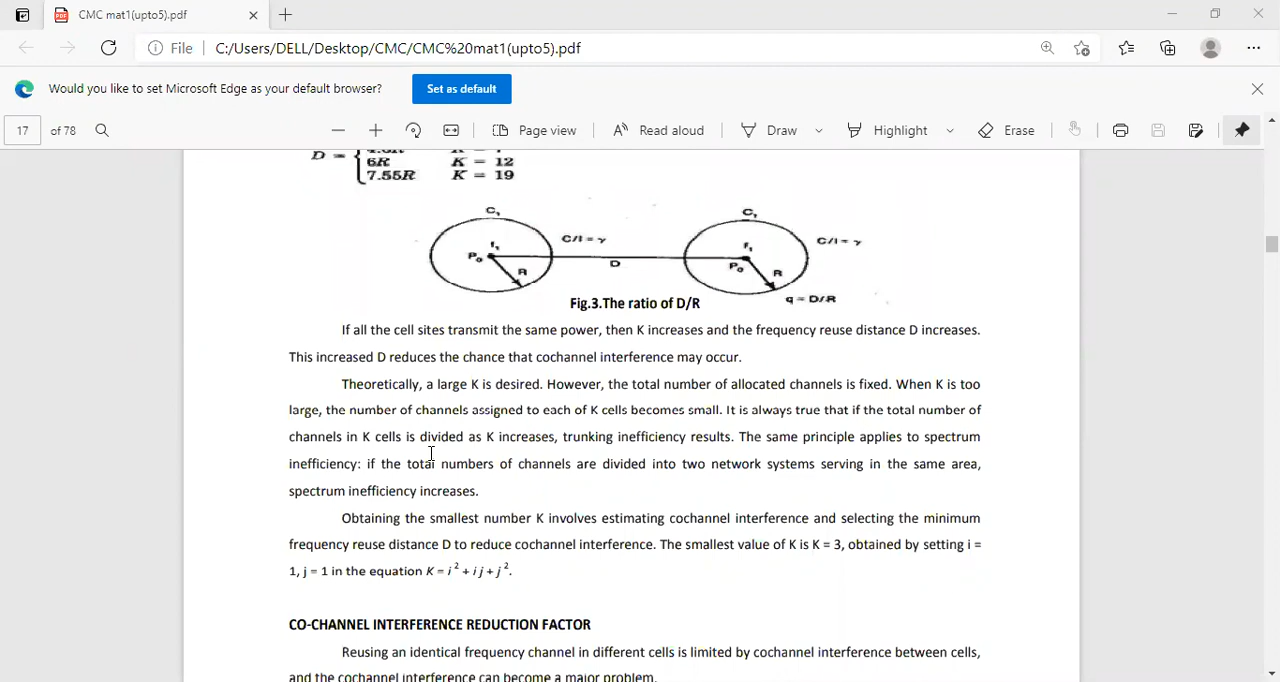 CMC mat1(upto5).pdf
File C:/Users/DELL/Desktop/CMC/CMC%20mat1(upto5).pdf
Would you like to set Microsoft Edge as your default browser? Set as default
17 of 78 Page view Read aloud Draw Highlight Erase
D =
6R K = 12
7.55R K = 19
C₁ C₁
C/I = γ C/I = γ
P₀ f₁ R D P₀ f₁ R
q = D/R
Fig.3.The ratio of D/R
If all the cell sites transmit the same power, then K increases and the frequency reuse distance D increases.
This increased D reduces the chance that cochannel interference may occur.
Theoretically, a large K is desired. However, the total number of allocated channels is fixed. When K is too
large, the number of channels assigned to each of K cells becomes small. It is always true that if the total number of
channels in K cells is divided as K increases, trunking inefficiency results. The same principle applies to spectrum
inefficiency: if the total numbers of channels are divided into two network systems serving in the same area,
spectrum inefficiency increases.
Obtaining the smallest number K involves estimating cochannel interference and selecting the minimum
frequency reuse distance D to reduce cochannel interference. The smallest value of K is K = 3, obtained by setting i =
1, j = 1 in the equation K = i² + i j + j².
CO-CHANNEL INTERFERENCE REDUCTION FACTOR
Reusing an identical frequency channel in different cells is limited by cochannel interference between cells,
and the cochannel interference can become a major problem.